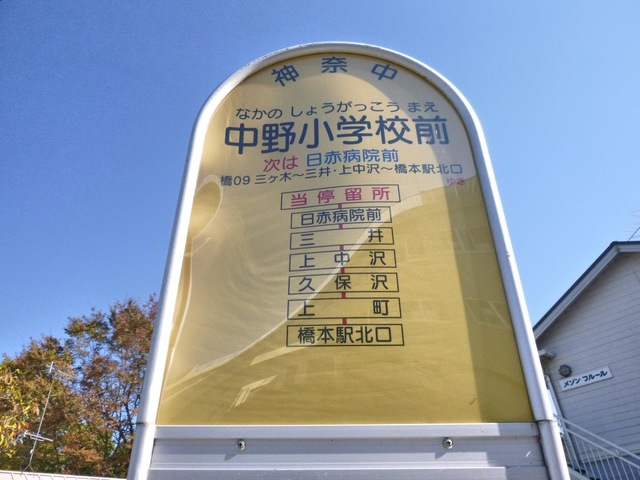 神奈中
なかの しょうがっこう まえ
中野小学校前
次は 日赤病院前
橋09 三ヶ木～三井・上中沢～橋本駅北口
ゆき
当停留所
日赤病院前
三井
上中沢
久保沢
上町
橋本駅北口
メゾン フルール